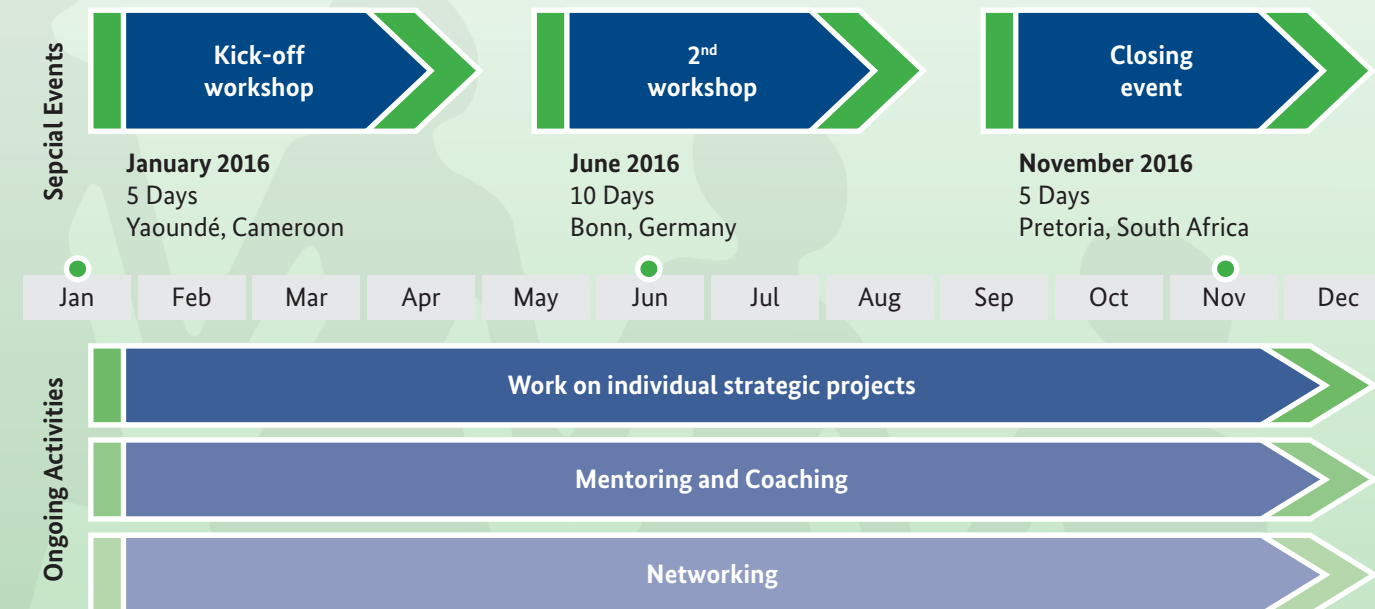 Sepcial Events
Kick-off
workshop
2nd
workshop
Closing
event
January 2016
5 Days
Yaoundé, Cameroon
June 2016
10 Days
Bonn, Germany
November 2016
5 Days
Pretoria, South Africa
Jan Feb Mar Apr May Jun Jul Aug Sep Oct Nov Dec
Ongoing Activities
Work on individual strategic projects
Mentoring and Coaching
Networking